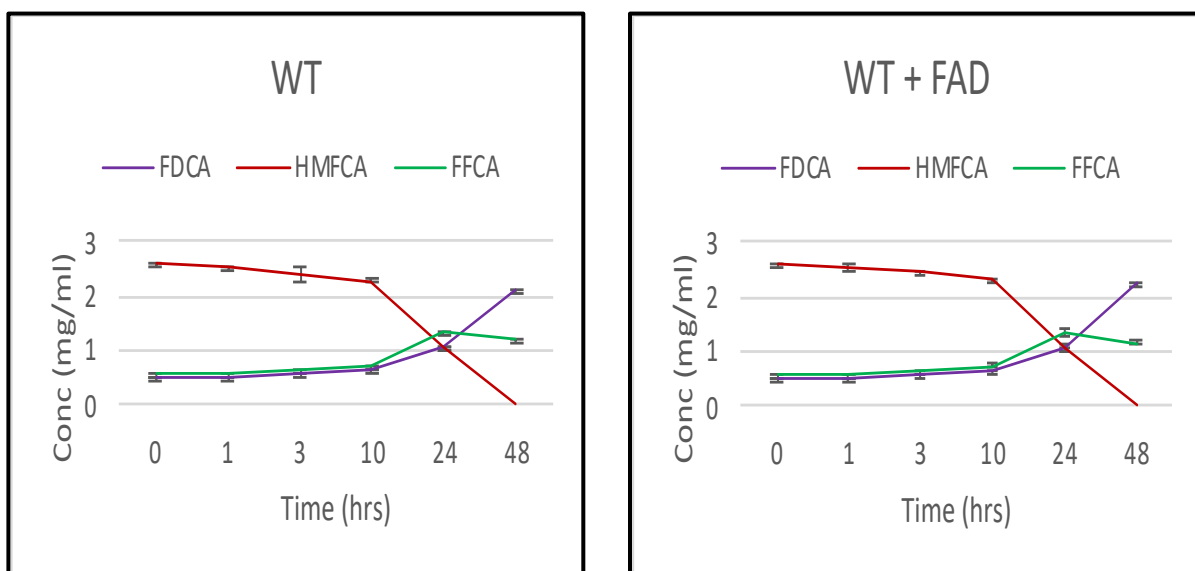 WT
FDCA HMFCA FFCA
3
2
1
0
Conc (mg/ml)
0 1 3 10 24 48
Time (hrs)
WT + FAD
FDCA HMFCA FFCA
3
2
1
0
Conc (mg/ml)
0 1 3 10 24 48
Time (hrs)